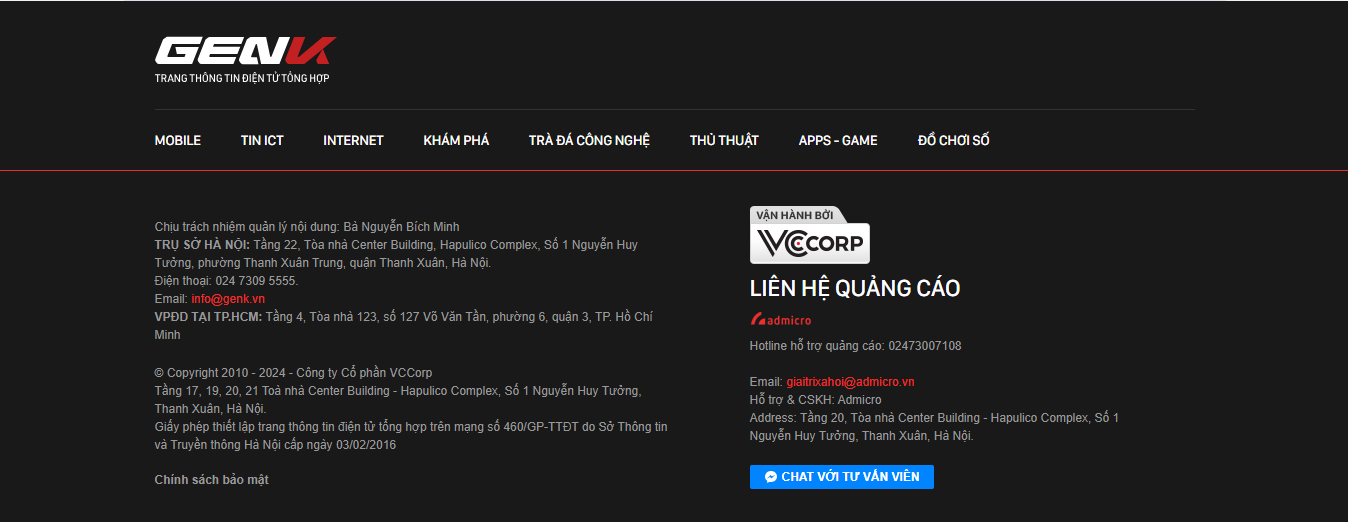 GENK
TRANG THÔNG TIN ĐIỆN TỬ TỔNG HỢP
MOBILE TIN ICT INTERNET KHÁM PHÁ TRÀ ĐÁ CÔNG NGHỆ THỦ THUẬT APPS - GAME ĐỒ CHƠI SỐ
Chịu trách nhiệm quản lý nội dung: Bà Nguyễn Bích Minh
TRỤ SỞ HÀ NỘI: Tầng 22, Tòa nhà Center Building, Hapulico Complex, Số 1 Nguyễn Huy
Tưởng, phường Thanh Xuân Trung, quận Thanh Xuân, Hà Nội.
Điện thoại: 024 7309 5555.
Email: info@genk.vn
VPĐD TẠI TP.HCM: Tầng 4, Tòa nhà 123, số 127 Võ Văn Tần, phường 6, quận 3, TP. Hồ Chí
Minh
© Copyright 2010 - 2024 - Công ty Cổ phần VCCorp
Tầng 17, 19, 20, 21 Toà nhà Center Building - Hapulico Complex, Số 1 Nguyễn Huy Tưởng,
Thanh Xuân, Hà Nội.
Giấy phép thiết lập trang thông tin điện tử tổng hợp trên mạng số 460/GP-TTĐT do Sở Thông tin
và Truyền thông Hà Nội cấp ngày 03/02/2016
Chính sách bảo mật
VẬN HÀNH BỞI
VCCORP
LIÊN HỆ QUẢNG CÁO
admicro
Hotline hỗ trợ quảng cáo: 02473007108
Email: giaitrixahoi@admicro.vn
Hỗ trợ & CSKH: Admicro
Address: Tầng 20, Tòa nhà Center Building - Hapulico Complex, Số 1
Nguyễn Huy Tưởng, Thanh Xuân, Hà Nội.
CHAT VỚI TƯ VẤN VIÊN